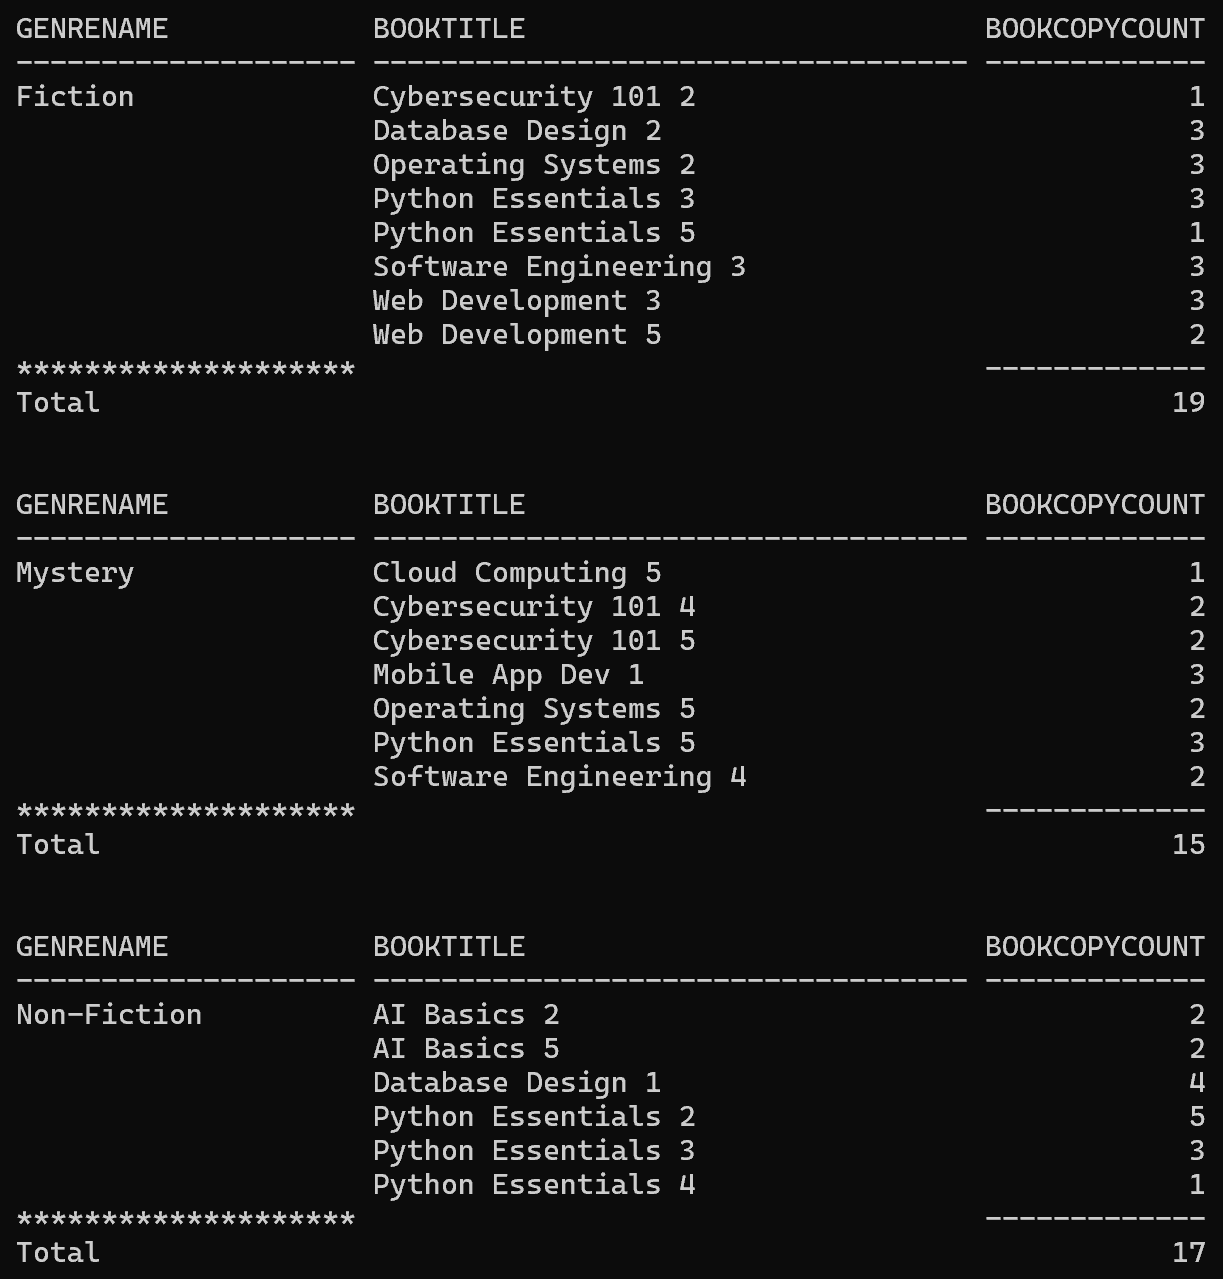 GENRENAME            BOOKTITLE                           BOOKCOPYCOUNT
-------------------- ----------------------------------- -------------
Fiction              Cybersecurity 101 2                             1
                     Database Design 2                               3
                     Operating Systems 2                             3
                     Python Essentials 3                             3
                     Python Essentials 5                             1
                     Software Engineering 3                          3
                     Web Development 3                               3
                     Web Development 5                               2
********************                                     -------------
Total                                                               19

GENRENAME            BOOKTITLE                           BOOKCOPYCOUNT
-------------------- ----------------------------------- -------------
Mystery              Cloud Computing 5                               1
                     Cybersecurity 101 4                             2
                     Cybersecurity 101 5                             2
                     Mobile App Dev 1                                3
                     Operating Systems 5                             2
                     Python Essentials 5                             3
                     Software Engineering 4                          2
********************                                     -------------
Total                                                               15

GENRENAME            BOOKTITLE                           BOOKCOPYCOUNT
-------------------- ----------------------------------- -------------
Non-Fiction          AI Basics 2                                     2
                     AI Basics 5                                     2
                     Database Design 1                               4
                     Python Essentials 2                             5
                     Python Essentials 3                             3
                     Python Essentials 4                             1
********************                                     -------------
Total                                                               17